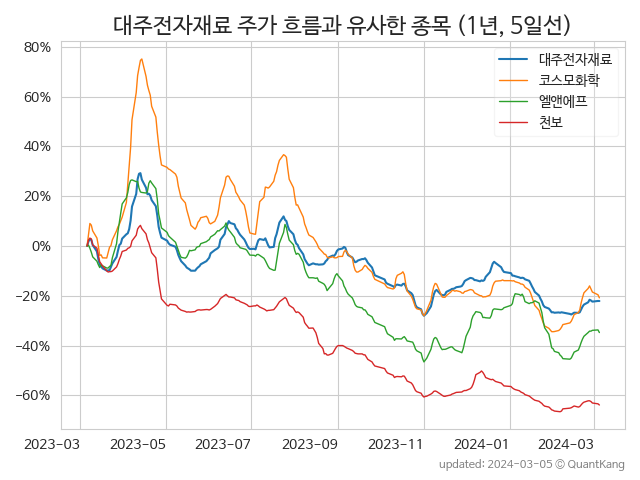 대주전자재료 주가 흐름과 유사한 종목 (1년, 5일선)
80%
60%
40%
20%
0%
−20%
−40%
−60%
대주전자재료
코스모화학
엘앤에프
천보
2023-03
2023-05
2023-07
2023-09
2023-11
2024-01
2024-03
updated: 2024-03-05 ⓒ QuantKang